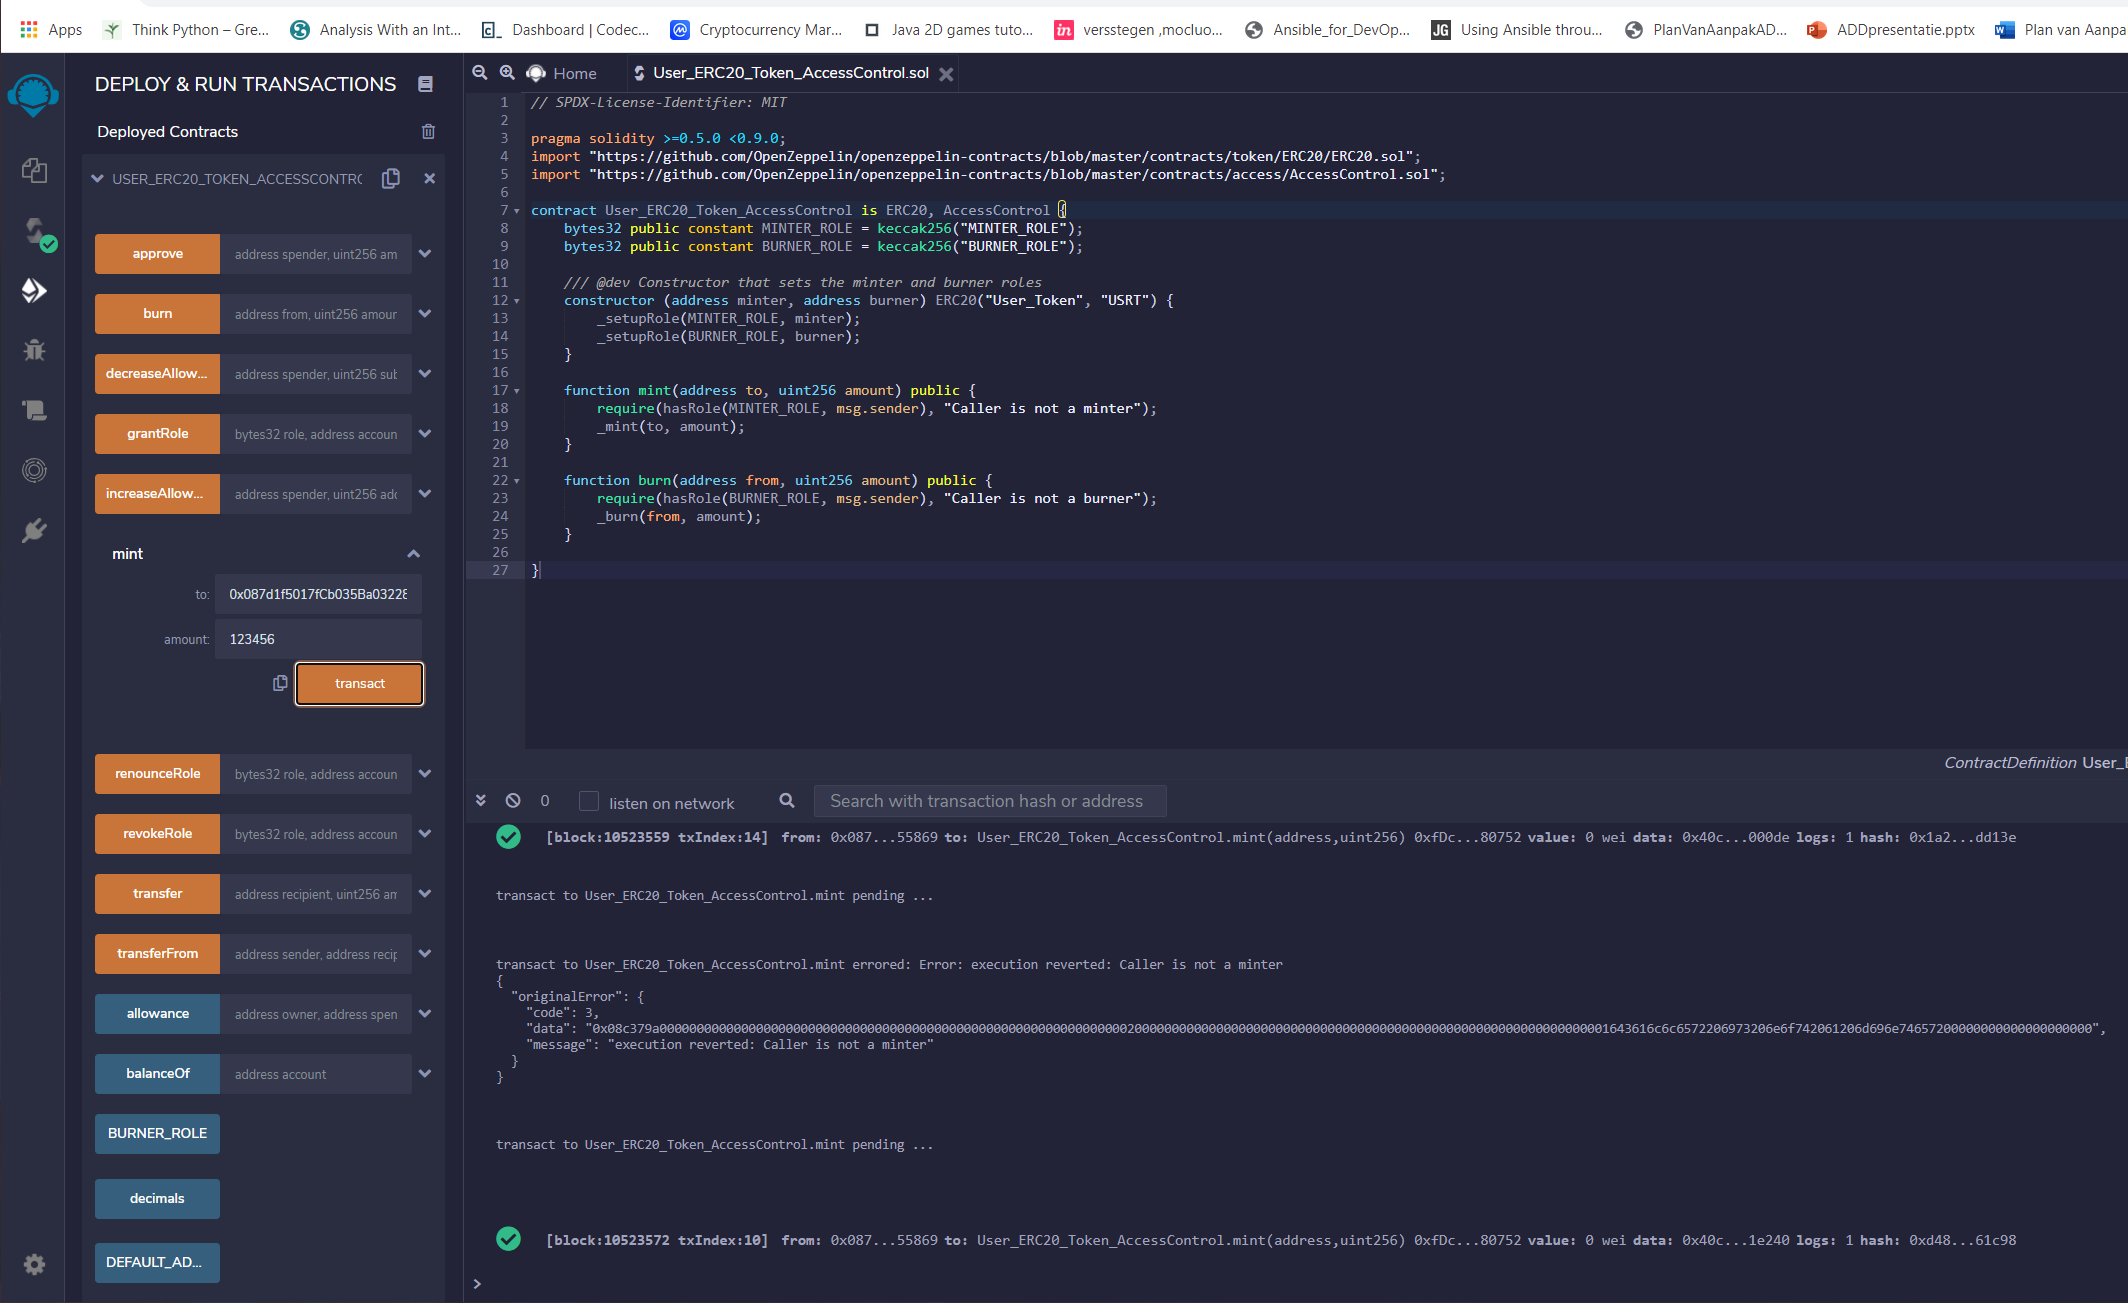 Apps Think Python – Gre... Analysis With an Int... Dashboard | Codec... Cryptocurrency Mar... Java 2D games tuto... versstegen ,mocluo... Ansible_for_DevOp... Using Ansible throu... PlanVanAanpakAD... ADDpresentatie.pptx Plan van Aanpa
DEPLOY & RUN TRANSACTIONS
Deployed Contracts
USER_ERC20_TOKEN_ACCESSCONTRC
approve address spender, uint256 am
burn address from, uint256 amour
decreaseAllow... address spender, uint256 sub
grantRole bytes32 role, address accoun
increaseAllow... address spender, uint256 adc
mint
to: 0x087d1f5017fCb035Ba03228
amount: 123456
transact
renounceRole bytes32 role, address accoun
revokeRole bytes32 role, address accoun
transfer address recipient, uint256 am
transferFrom address sender, address recip
allowance address owner, address spen
balanceOf address account
BURNER_ROLE
decimals
DEFAULT_AD...
Home User_ERC20_Token_AccessControl.sol
1 // SPDX-License-Identifier: MIT
2
3 pragma solidity >=0.5.0 <0.9.0;
4 import "https://github.com/OpenZeppelin/openzeppelin-contracts/blob/master/contracts/token/ERC20/ERC20.sol";
5 import "https://github.com/OpenZeppelin/openzeppelin-contracts/blob/master/contracts/access/AccessControl.sol";
6
7 contract User_ERC20_Token_AccessControl is ERC20, AccessControl {
8 bytes32 public constant MINTER_ROLE = keccak256("MINTER_ROLE");
9 bytes32 public constant BURNER_ROLE = keccak256("BURNER_ROLE");
10
11 /// @dev Constructor that sets the minter and burner roles
12 constructor (address minter, address burner) ERC20("User_Token", "USRT") {
13 _setupRole(MINTER_ROLE, minter);
14 _setupRole(BURNER_ROLE, burner);
15 }
16
17 function mint(address to, uint256 amount) public {
18 require(hasRole(MINTER_ROLE, msg.sender), "Caller is not a minter");
19 _mint(to, amount);
20 }
21
22 function burn(address from, uint256 amount) public {
23 require(hasRole(BURNER_ROLE, msg.sender), "Caller is not a burner");
24 _burn(from, amount);
25 }
26
27 }
ContractDefinition User_E
0 listen on network Search with transaction hash or address
[block:10523559 txIndex:14] from: 0x087...55869 to: User_ERC20_Token_AccessControl.mint(address,uint256) 0xfDc...80752 value: 0 wei data: 0x40c...000de logs: 1 hash: 0x1a2...dd13e
transact to User_ERC20_Token_AccessControl.mint pending ...
transact to User_ERC20_Token_AccessControl.mint errored: Error: execution reverted: Caller is not a minter
{
"originalError": {
"code": 3,
"data":
"message": "execution reverted: Caller is not a minter"
}
}
transact to User_ERC20_Token_AccessControl.mint pending ...
[block:10523572 txIndex:10] from: 0x087...55869 to: User_ERC20_Token_AccessControl.mint(address,uint256) 0xfDc...80752 value: 0 wei data: 0x40c...1e240 logs: 1 hash: 0xd48...61c98
>